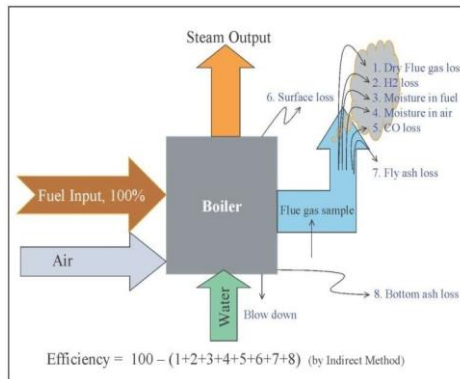 Steam Output
1. Dry Flue gas loss
2. H2 loss
3. Moisture in fuel
4. Moisture in air
5. CO loss
6. Surface loss
7. Fly ash loss
Fuel Input, 100%
Boiler
Flue gas sample
Air
Water
Blow down
8. Bottom ash loss
Efficiency = 100 – (1+2+3+4+5+6+7+8) (by Indirect Method)